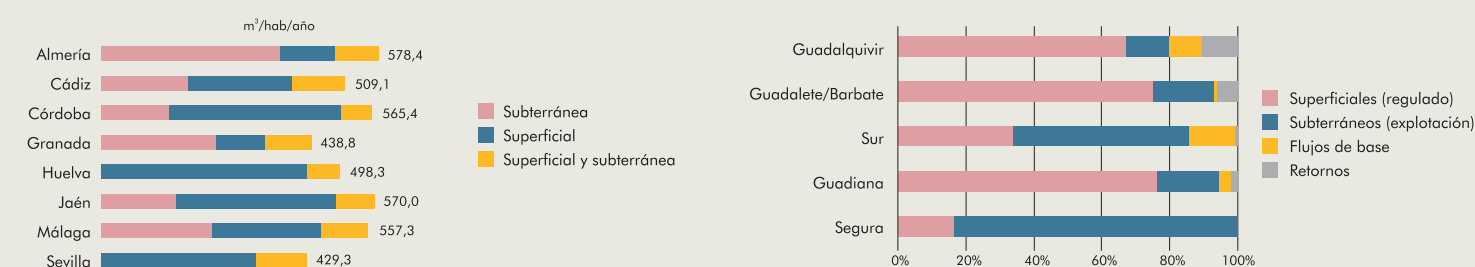 m³/hab/año
Almería 578,4
Cádiz 509,1
Córdoba 565,4
Granada 438,8
Huelva 498,3
Jaén 570,0
Málaga 557,3
Sevilla 429,3
Subterránea
Superficial
Superficial y subterránea
Guadalquivir
Guadalete/Barbate
Sur
Guadiana
Segura
0% 20% 40% 60% 80% 100%
Superficiales (regulado)
Subterráneos (explotación)
Flujos de base
Retornos